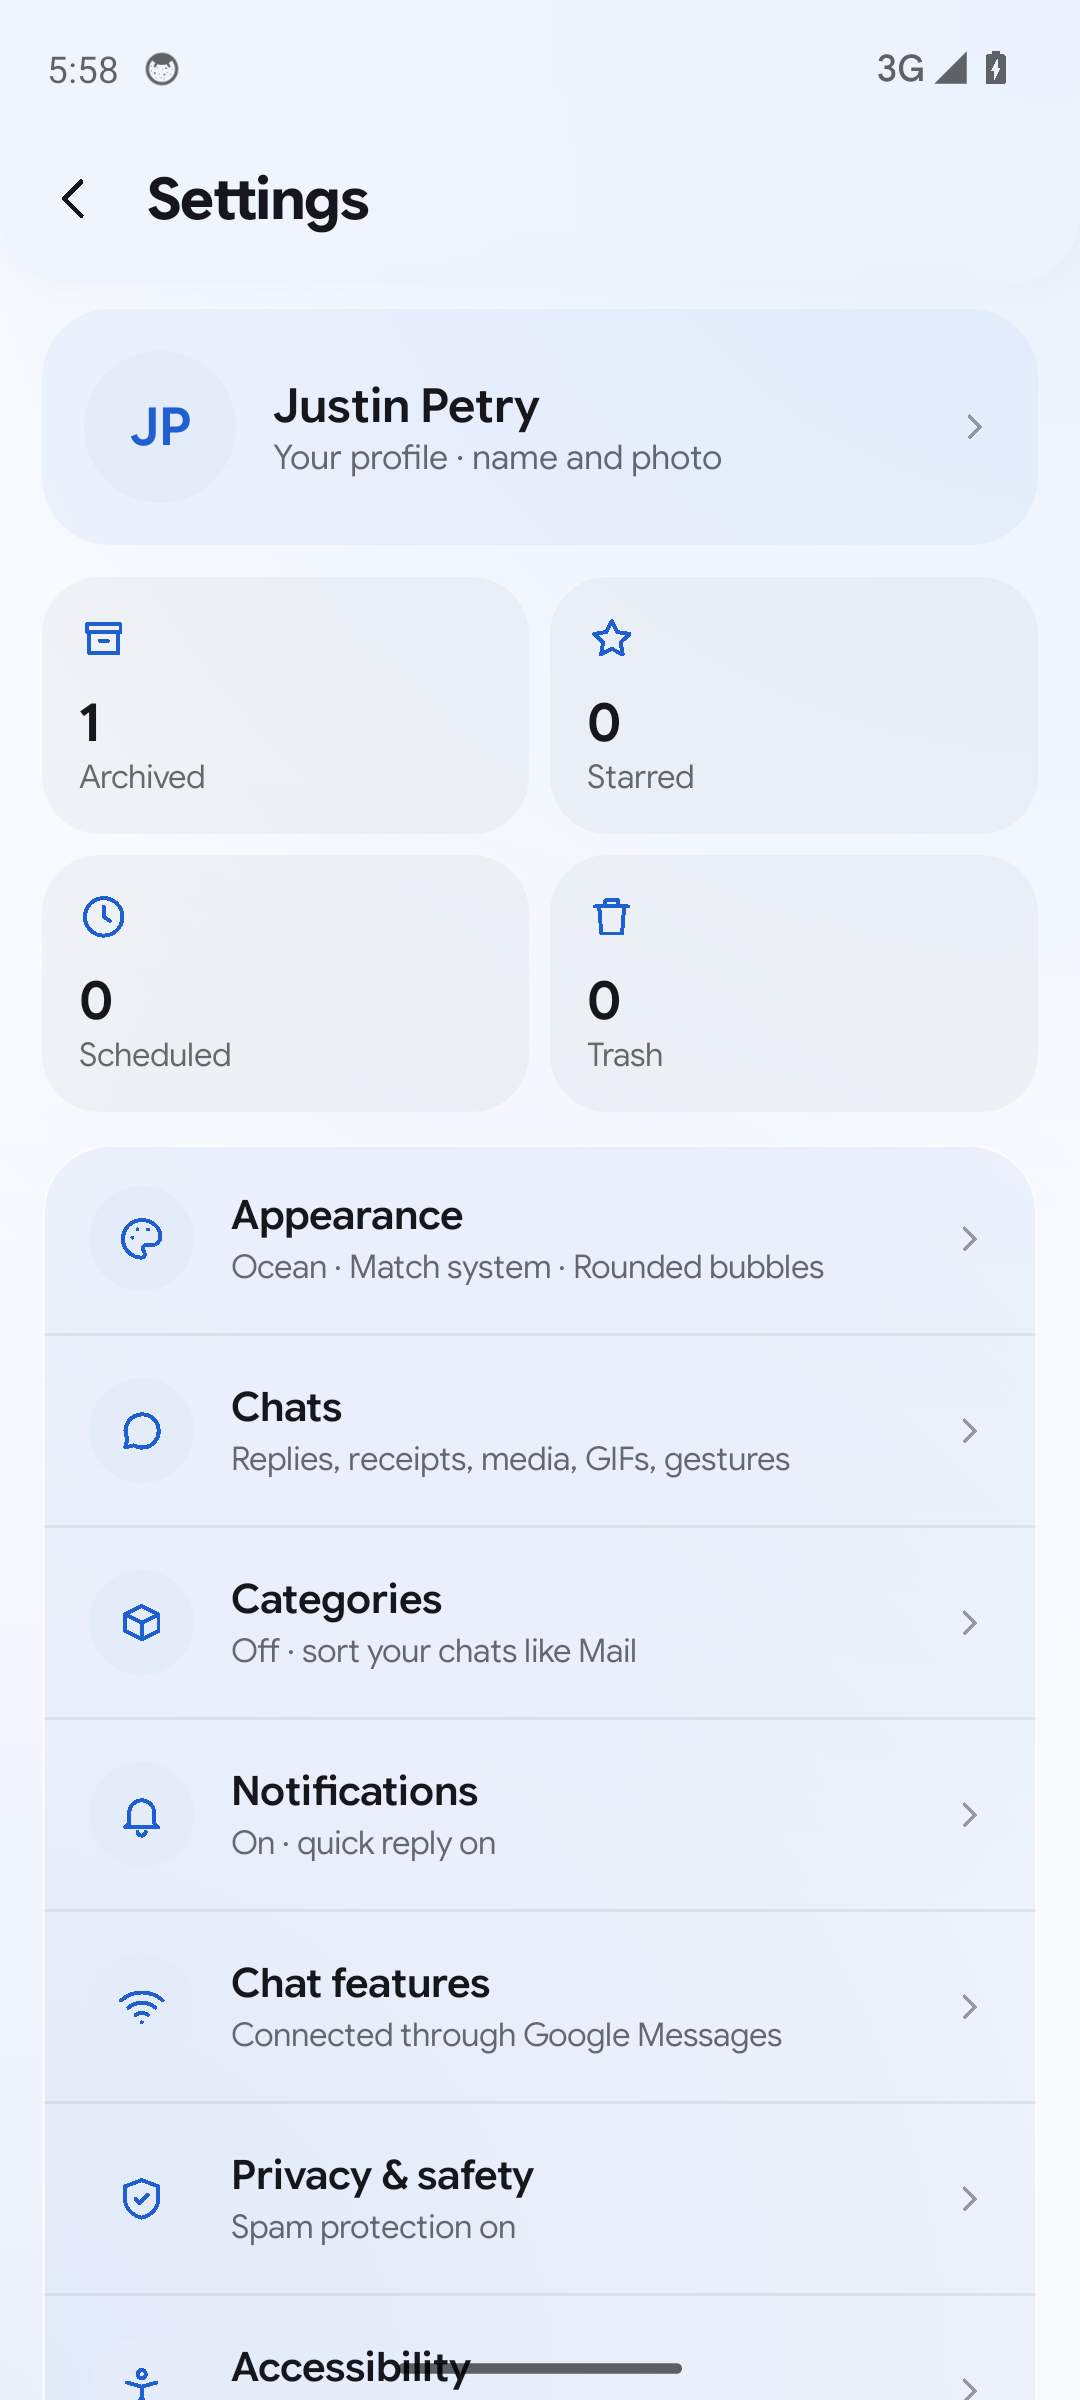 5:58
3G
Settings
JP
Justin Petry
Your profile · name and photo
1
Archived
0
Starred
0
Scheduled
0
Trash
Appearance
Ocean · Match system · Rounded bubbles
Chats
Replies, receipts, media, GIFs, gestures
Categories
Off · sort your chats like Mail
Notifications
On · quick reply on
Chat features
Connected through Google Messages
Privacy & safety
Spam protection on
Accessibility